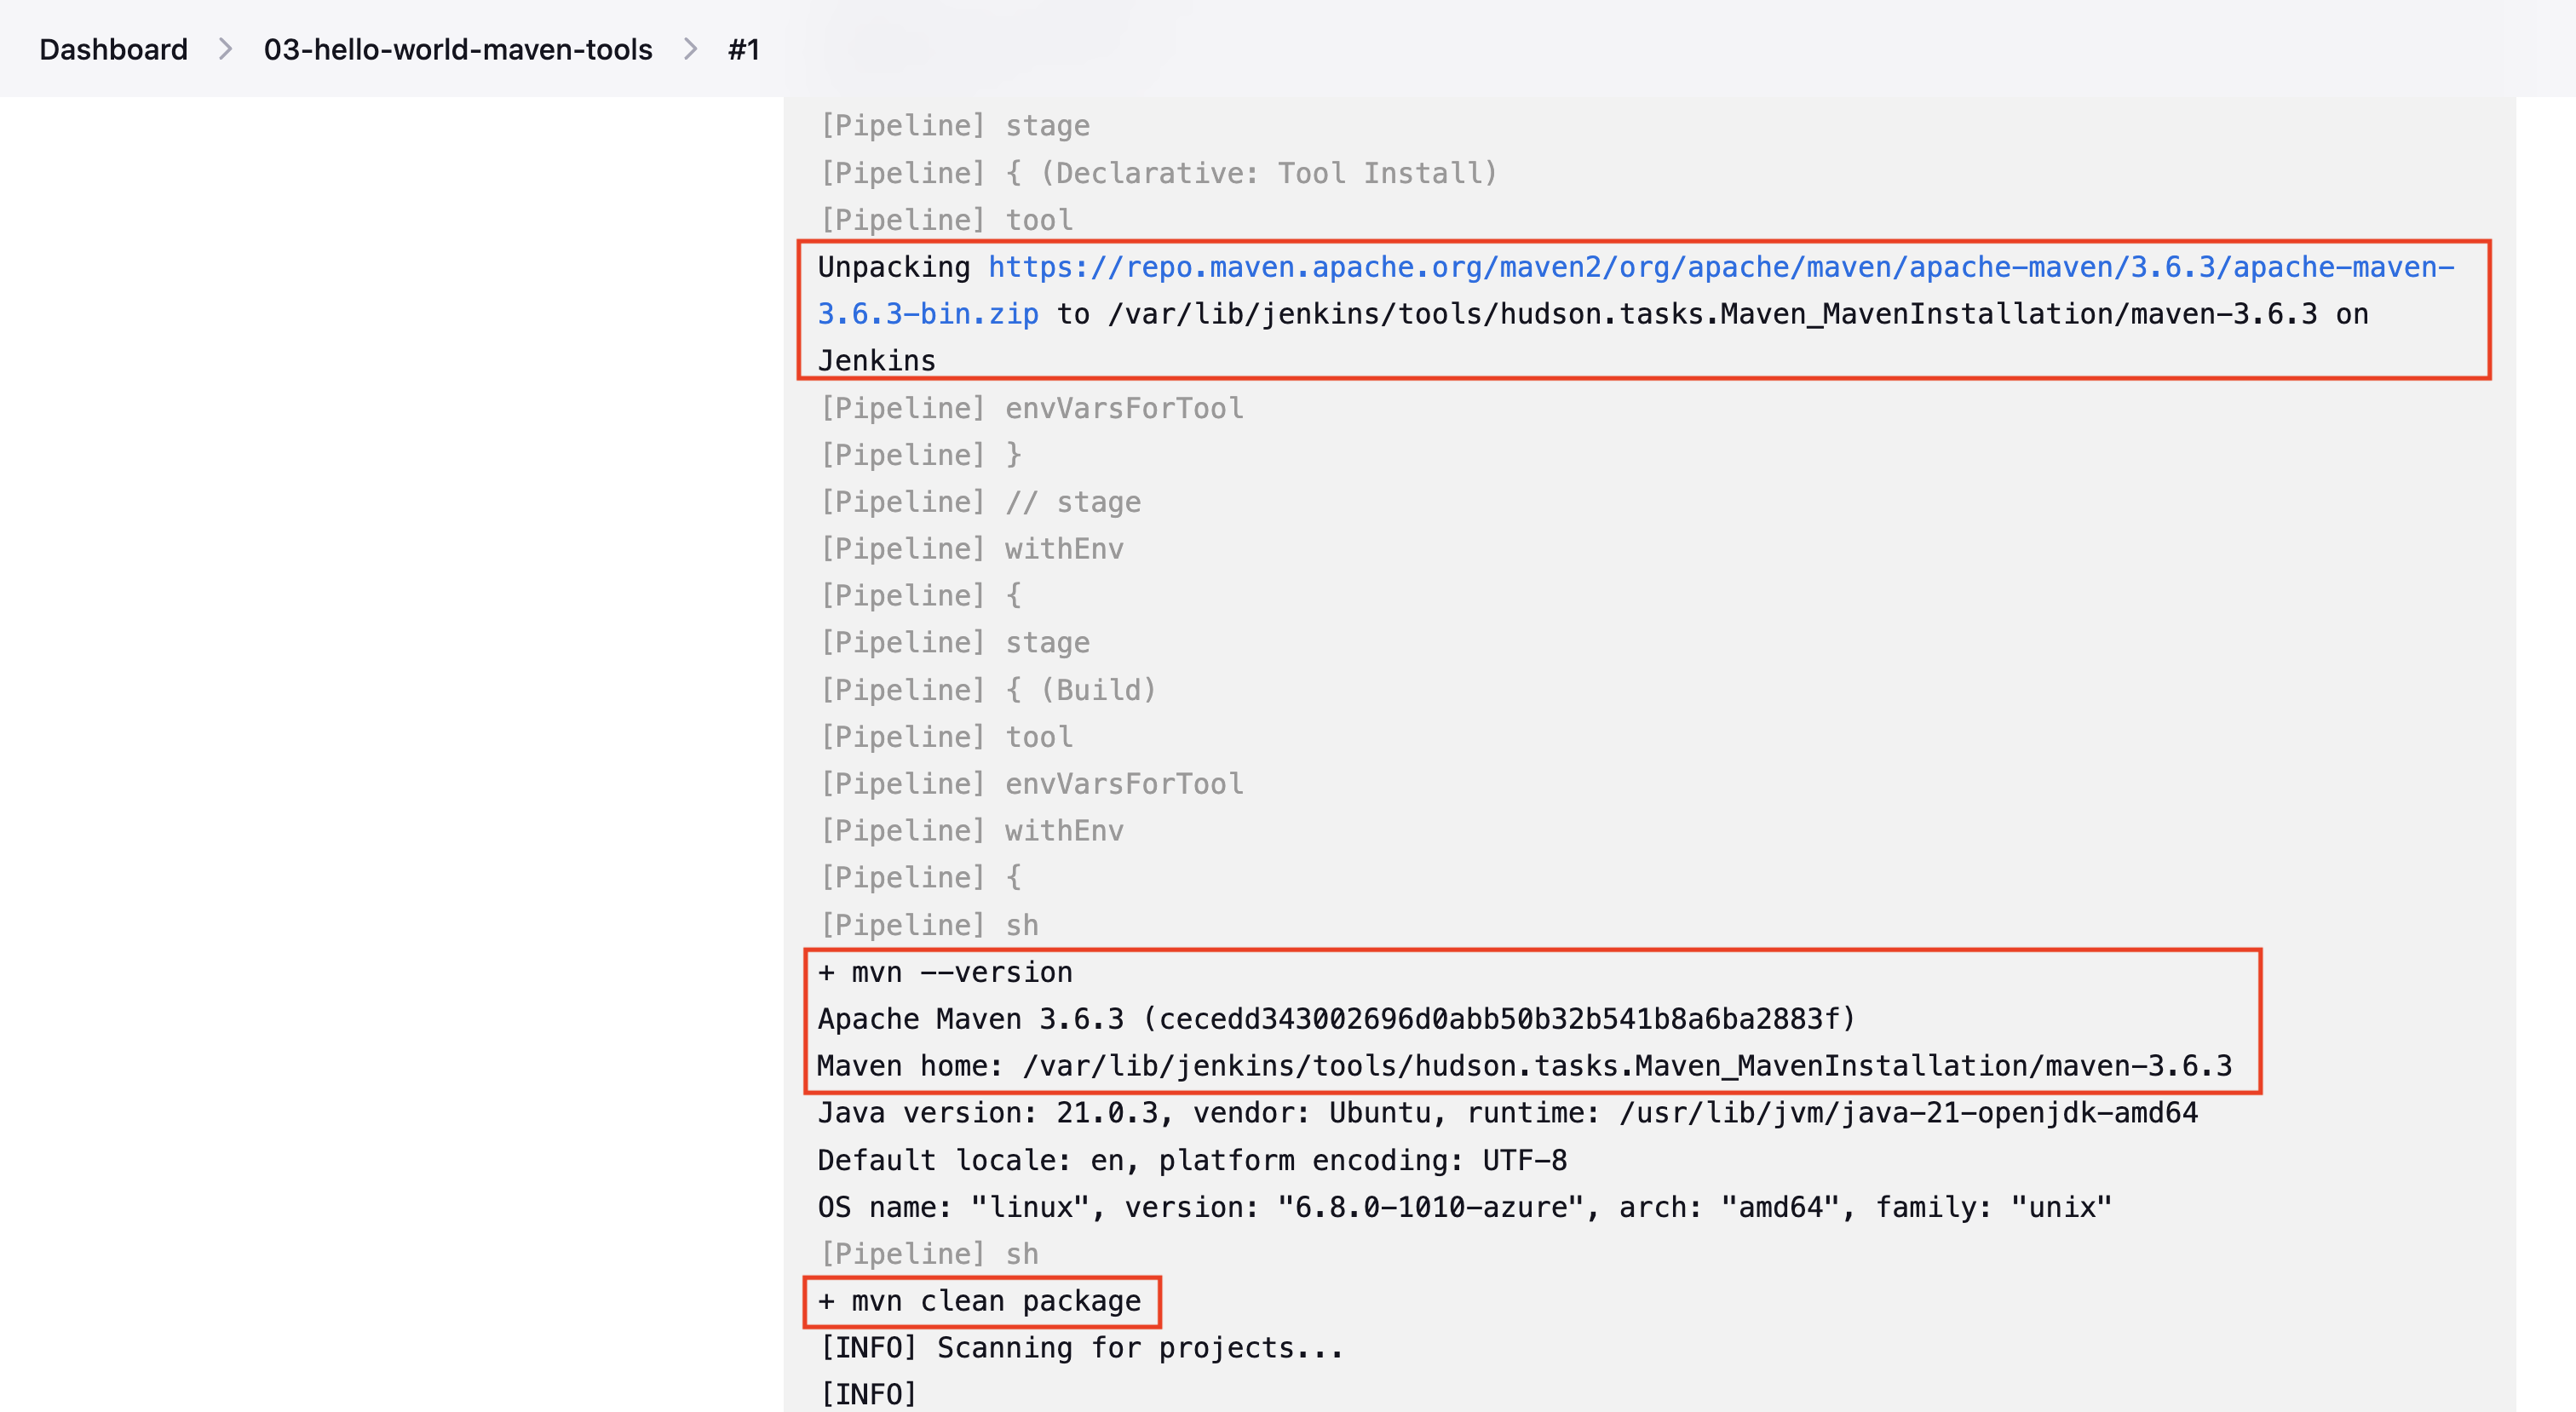 Dashboard > 03-hello-world-maven-tools > #1
[Pipeline] stage
[Pipeline] { (Declarative: Tool Install)
[Pipeline] tool
Unpacking https://repo.maven.apache.org/maven2/org/apache/maven/apache-maven/3.6.3/apache-maven-
3.6.3-bin.zip to /var/lib/jenkins/tools/hudson.tasks.Maven_MavenInstallation/maven-3.6.3 on
Jenkins
[Pipeline] envVarsForTool
[Pipeline] }
[Pipeline] // stage
[Pipeline] withEnv
[Pipeline] {
[Pipeline] stage
[Pipeline] { (Build)
[Pipeline] tool
[Pipeline] envVarsForTool
[Pipeline] withEnv
[Pipeline] {
[Pipeline] sh
+ mvn --version
Apache Maven 3.6.3 (cecedd343002696d0abb50b32b541b8a6ba2883f)
Maven home: /var/lib/jenkins/tools/hudson.tasks.Maven_MavenInstallation/maven-3.6.3
Java version: 21.0.3, vendor: Ubuntu, runtime: /usr/lib/jvm/java-21-openjdk-amd64
Default locale: en, platform encoding: UTF-8
OS name: "linux", version: "6.8.0-1010-azure", arch: "amd64", family: "unix"
[Pipeline] sh
+ mvn clean package
[INFO] Scanning for projects...
[INFO]